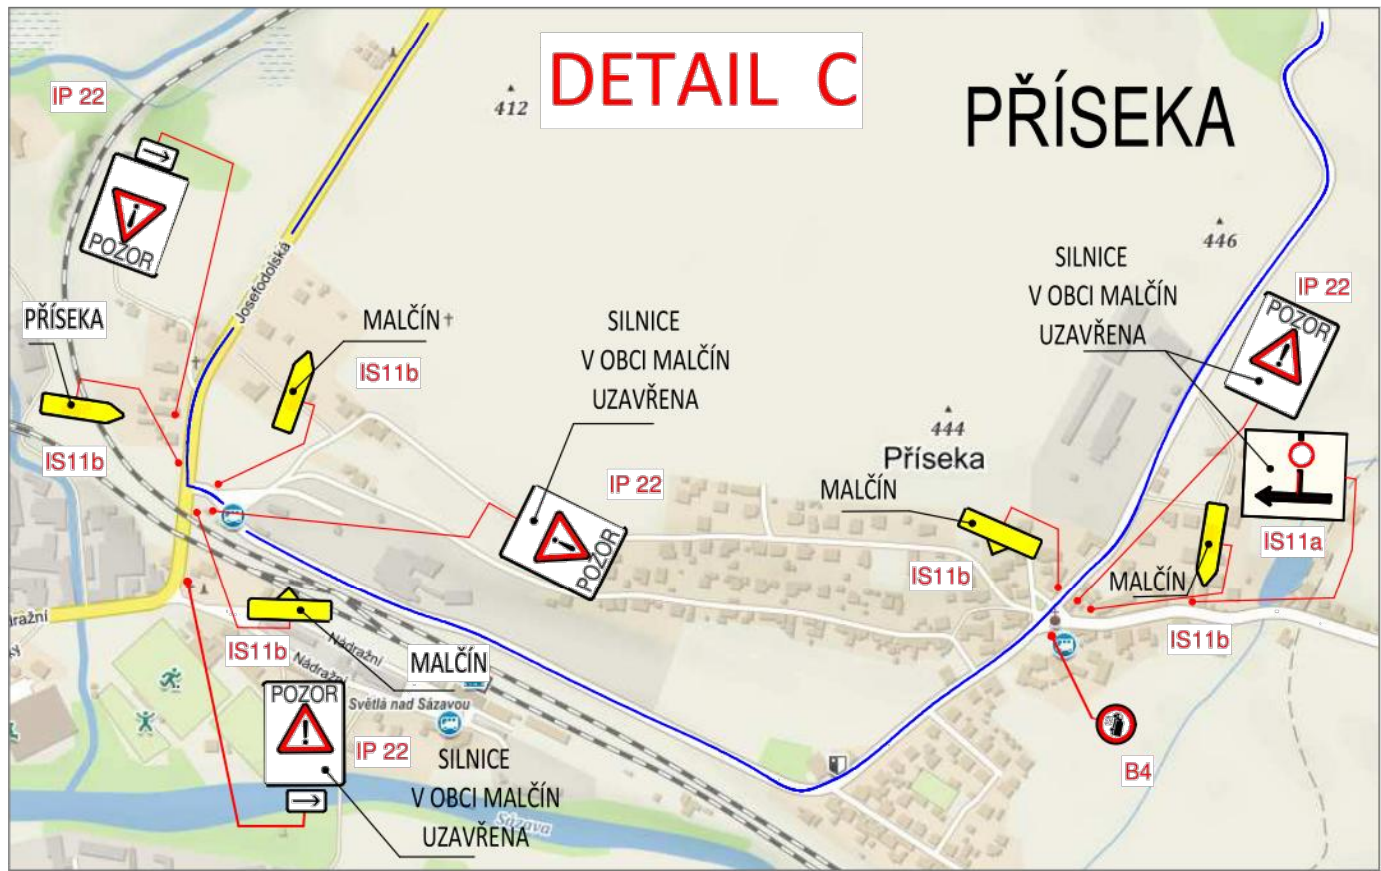 DETAIL C
PŘÍSEKA
IP 22
412
POZOR
446
SILNICE
V OBCI MALČÍN
UZAVŘENA
IP 22
POZOR
Josefodolská
PŘÍSEKA
MALČÍN
IS11b
SILNICE
V OBCI MALČÍN
UZAVŘENA
IS11b
444
Příseka
IP 22
POZOR
MALČÍN
IS11b
IS11a
MALČÍN
IS11b
IS11b
Nádražní
MALČÍN
Nádražní
Světlá nad Sázavou
POZOR
IP 22
SILNICE
V OBCI MALČÍN
UZAVŘENA
Sázava
B4